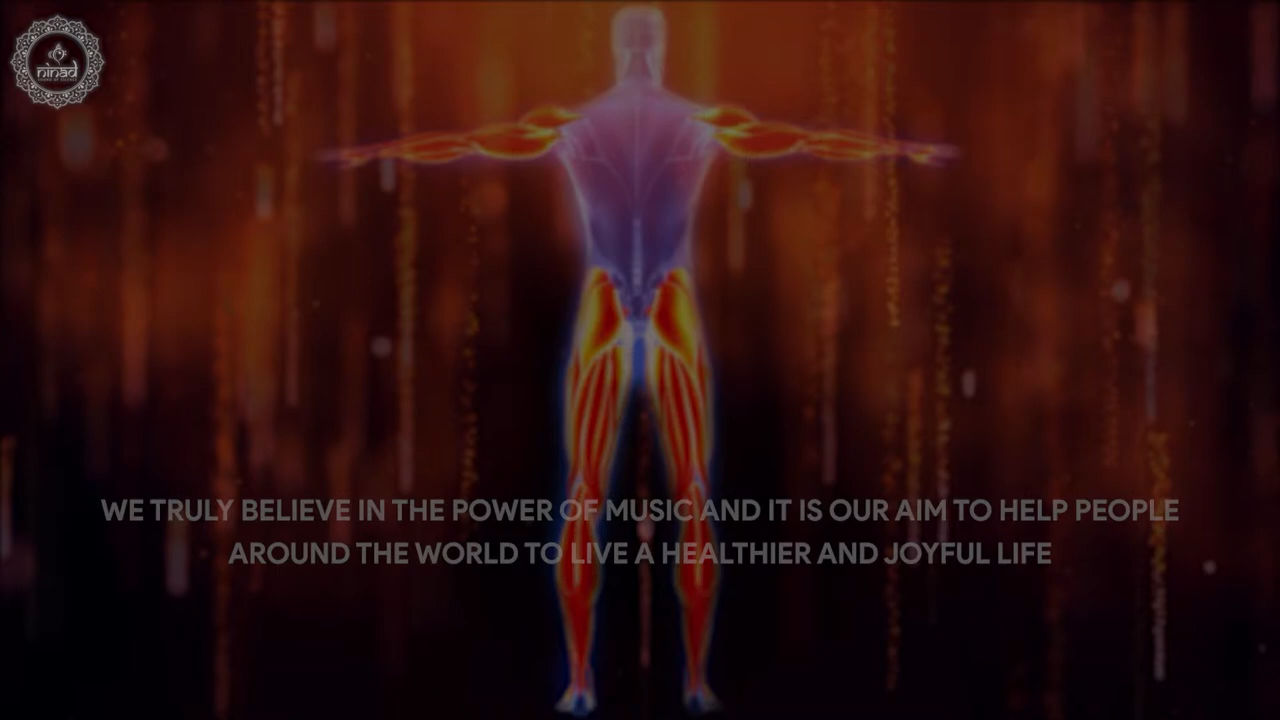 ninad
WE TRULY BELIEVE IN THE POWER OF MUSIC AND IT IS OUR AIM TO HELP PEOPLE
AROUND THE WORLD TO LIVE A HEALTHIER AND JOYFUL LIFE